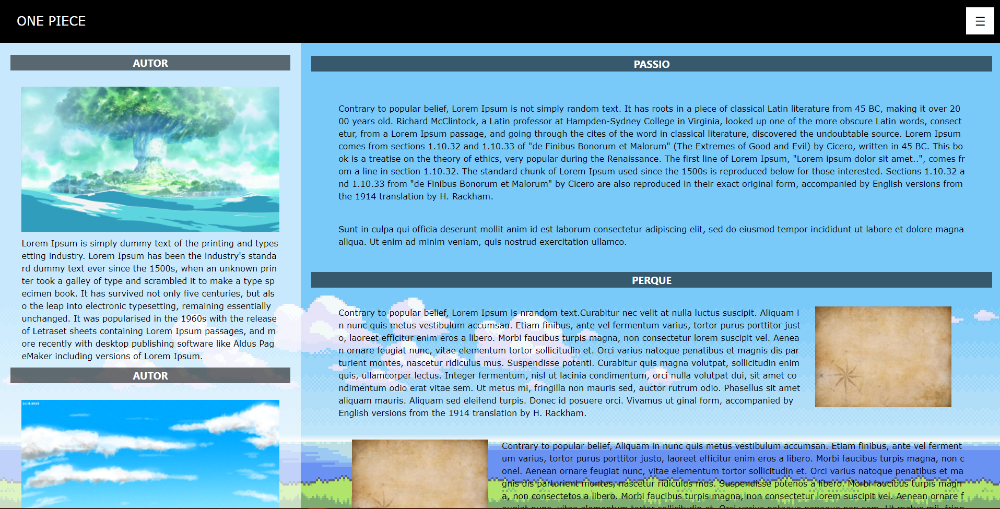 ONE PIECE
AUTOR
Lorem Ipsum is simply dummy text of the printing and types
etting industry. Lorem Ipsum has been the industry's standa
rd dummy text ever since the 1500s, when an unknown prin
ter took a galley of type and scrambled it to make a type sp
ecimen book. It has survived not only five centuries, but als
o the leap into electronic typesetting, remaining essentially
unchanged. It was popularised in the 1960s with the release
of Letraset sheets containing Lorem Ipsum passages, and m
ore recently with desktop publishing software like Aldus Pag
eMaker including versions of Lorem Ipsum.
AUTOR
24.11.2021
PASSIO
Contrary to popular belief, Lorem Ipsum is not simply random text. It has roots in a piece of classical Latin literature from 45 BC, making it over 20
00 years old. Richard McClintock, a Latin professor at Hampden-Sydney College in Virginia, looked up one of the more obscure Latin words, consect
etur, from a Lorem Ipsum passage, and going through the cites of the word in classical literature, discovered the undoubtable source. Lorem Ipsum
comes from sections 1.10.32 and 1.10.33 of "de Finibus Bonorum et Malorum" (The Extremes of Good and Evil) by Cicero, written in 45 BC. This bo
ok is a treatise on the theory of ethics, very popular during the Renaissance. The first line of Lorem Ipsum, "Lorem ipsum dolor sit amet..", comes fr
om a line in section 1.10.32. The standard chunk of Lorem Ipsum used since the 1500s is reproduced below for those interested. Sections 1.10.32 a
nd 1.10.33 from "de Finibus Bonorum et Malorum" by Cicero are also reproduced in their exact original form, accompanied by English versions from
the 1914 translation by H. Rackham.
Sunt in culpa qui officia deserunt mollit anim id est laborum consectetur adipiscing elit, sed do eiusmod tempor incididunt ut labore et dolore magna
aliqua. Ut enim ad minim veniam, quis nostrud exercitation ullamco.
PERQUE
Contrary to popular belief, Lorem Ipsum is nrandom text.Curabitur nec velit at nulla luctus suscipit. Aliquam i
n nunc quis metus vestibulum accumsan. Etiam finibus, ante vel fermentum varius, tortor purus porttitor just
o, laoreet efficitur enim eros a libero. Morbi faucibus turpis magna, non consectetur lorem suscipit vel. Aenea
n ornare feugiat nunc, vitae elementum tortor sollicitudin et. Orci varius natoque penatibus et magnis dis par
turient montes, nascetur ridiculus mus. Suspendisse potenti. Curabitur quis magna volutpat, sollicitudin enim
quis, ullamcorper lectus. Integer fermentum, nisl ut lacinia condimentum, orci nulla volutpat dui, sit amet co
ndimentum odio erat vitae sem. Ut metus mi, fringilla non mauris sed, auctor rutrum odio. Phasellus sit amet
aliquam mauris. Aliquam sed eleifend turpis. Donec id posuere orci. Vivamus ut ginal form, accompanied by
English versions from the 1914 translation by H. Rackham.
Contrary to popular belief, Aliquam in nunc quis metus vestibulum accumsan. Etiam finibus, ante vel ferment
um varius, tortor purus porttitor justo, laoreet efficitur enim eros a libero. Morbi faucibus turpis magna, non c
onel. Aenean ornare feugiat nunc, vitae elementum tortor sollicitudin et. Orci varius natoque penatibus et ma
gnis dis parturient montes, nascetur ridiculus mus. Suspendisse potenos a libero. Morbi faucibus turpis magn
a, non consectetos a libero. Morbi faucibus turpis magna, non consectetur lorem suscipit vel. Aenean ornare f